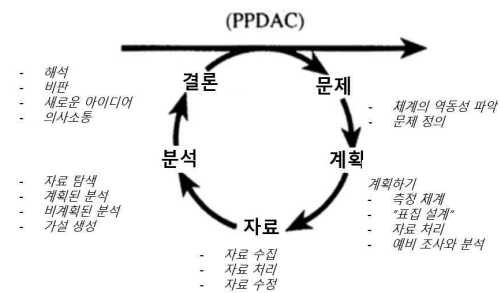 (PPDAC)
결론
- 해석
- 비판
- 새로운 아이디어
- 의사소통
문제
- 체계의 역동성 파악
- 문제 정의
분석
- 자료 탐색
- 계획된 분석
- 비계획된 분석
- 가설 생성
계획
계획하기
- 측정 체계
- "표집 설계"
- 자료 처리
- 예비 조사와 분석
자료
- 자료 수집
- 자료 처리
- 자료 수정